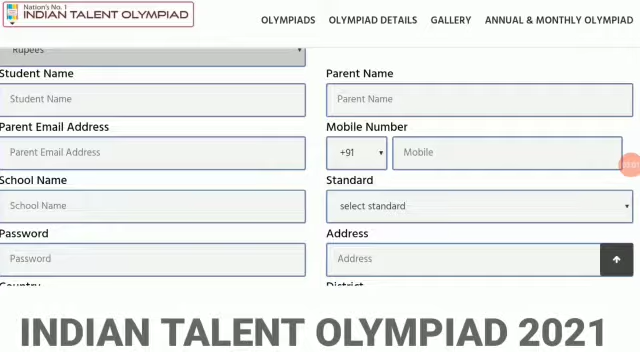 Nation's No. 1
INDIAN TALENT OLYMPIAD
OLYMPIADS OLYMPIAD DETAILS GALLERY ANNUAL & MONTHLY OLYMPIAD
Rupees
Student Name Parent Name
Student Name Parent Name
Parent Email Address Mobile Number
Parent Email Address +91 Mobile
School Name Standard
School Name select standard
Password Address
Password Address
Country District
INDIAN TALENT OLYMPIAD 2021